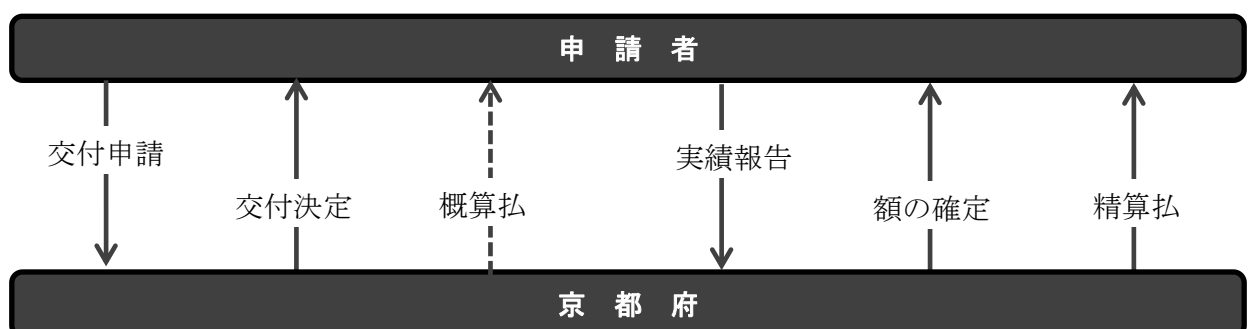 申 請 者
交付申請
交付決定
概算払
実績報告
額の確定
精算払
京 都 府